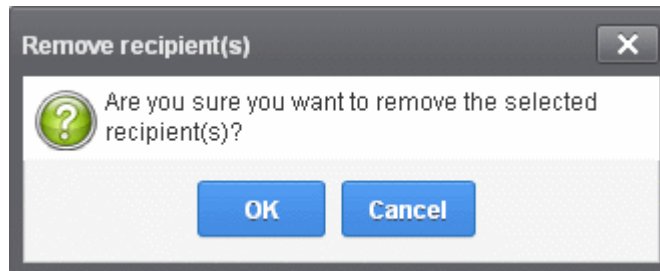 Remove recipient(s)
Are you sure you want to remove the selected
recipient(s)?
OK Cancel